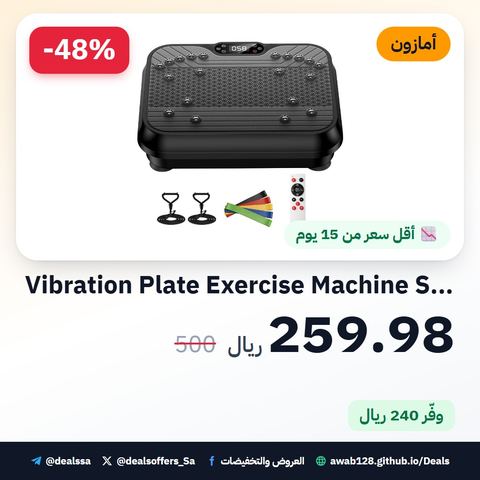 -48%
أمازون
DSB
📉 أقل سعر من 15 يوم
Vibration Plate Exercise Machine S...
259.98 ريال 500
وفّر 240 ريال
@dealssa @dealsoffers_Sa العروض والتخفيضات awab128.github.io/Deals